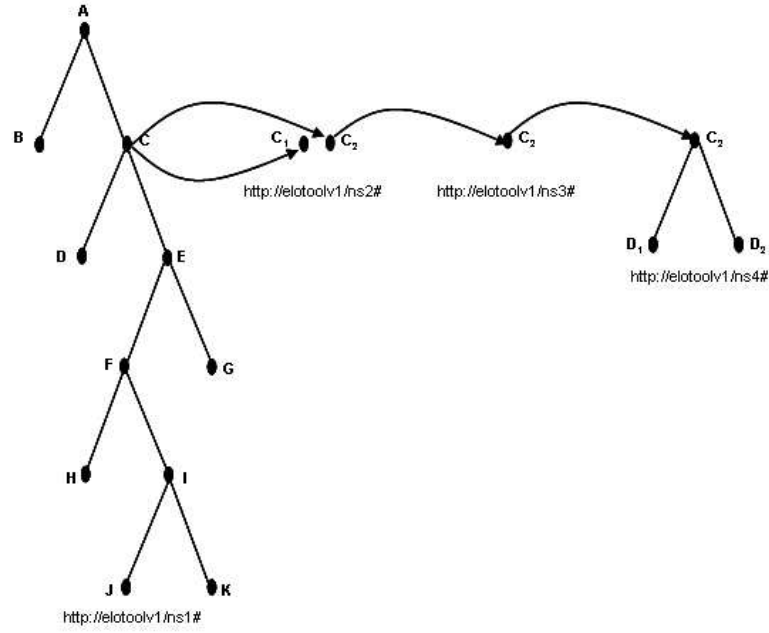 A
B
C
C1
C2
C2
C2
http://elotoolv1/ns2#
http://elotoolv1/ns3#
D
E
D1
D2
http://elotoolv1/ns4#
F
G
H
I
J
K
http://elotoolv1/ns1#